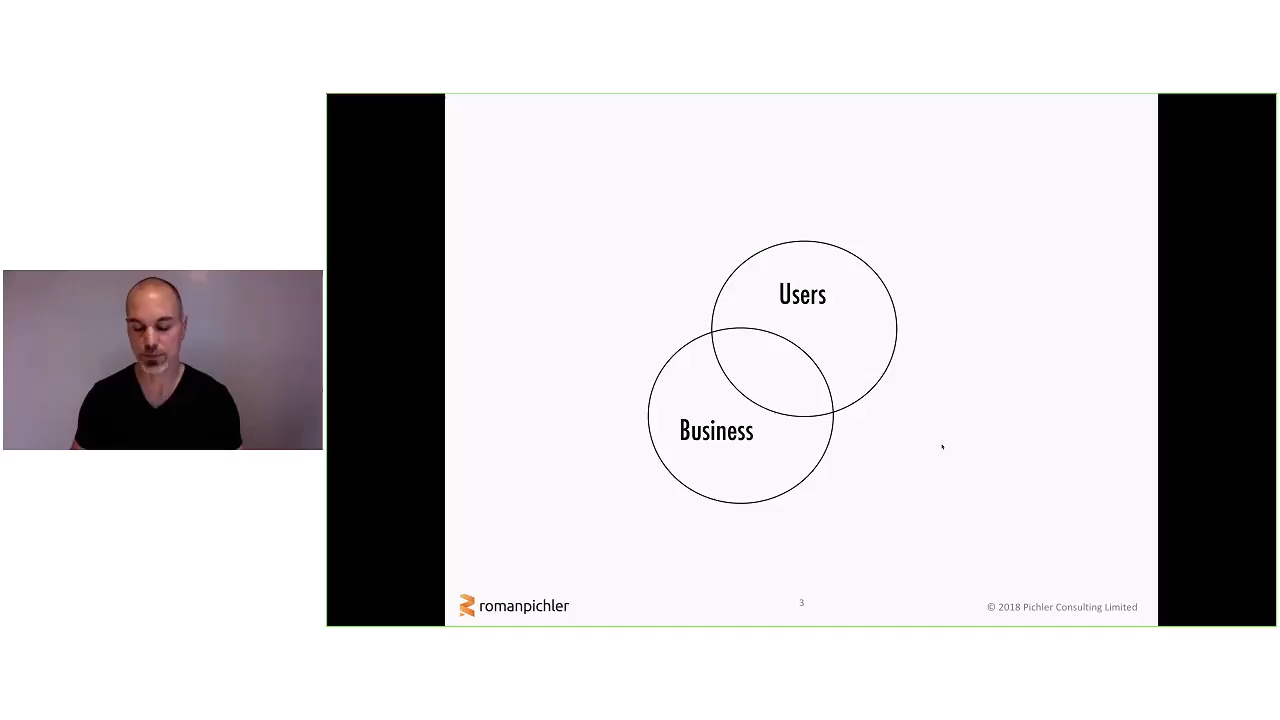 Users
Business
romanpichler
3
© 2018 Pichler Consulting Limited